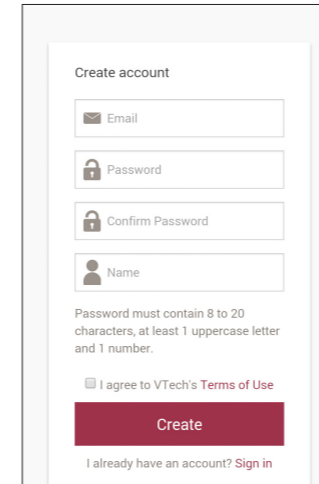 Create account
Email
Password
Confirm Password
Name
Password must contain 8 to 20
characters, at least 1 uppercase letter
and 1 number.
I agree to VTech's Terms of Use
Create
I already have an account? Sign in